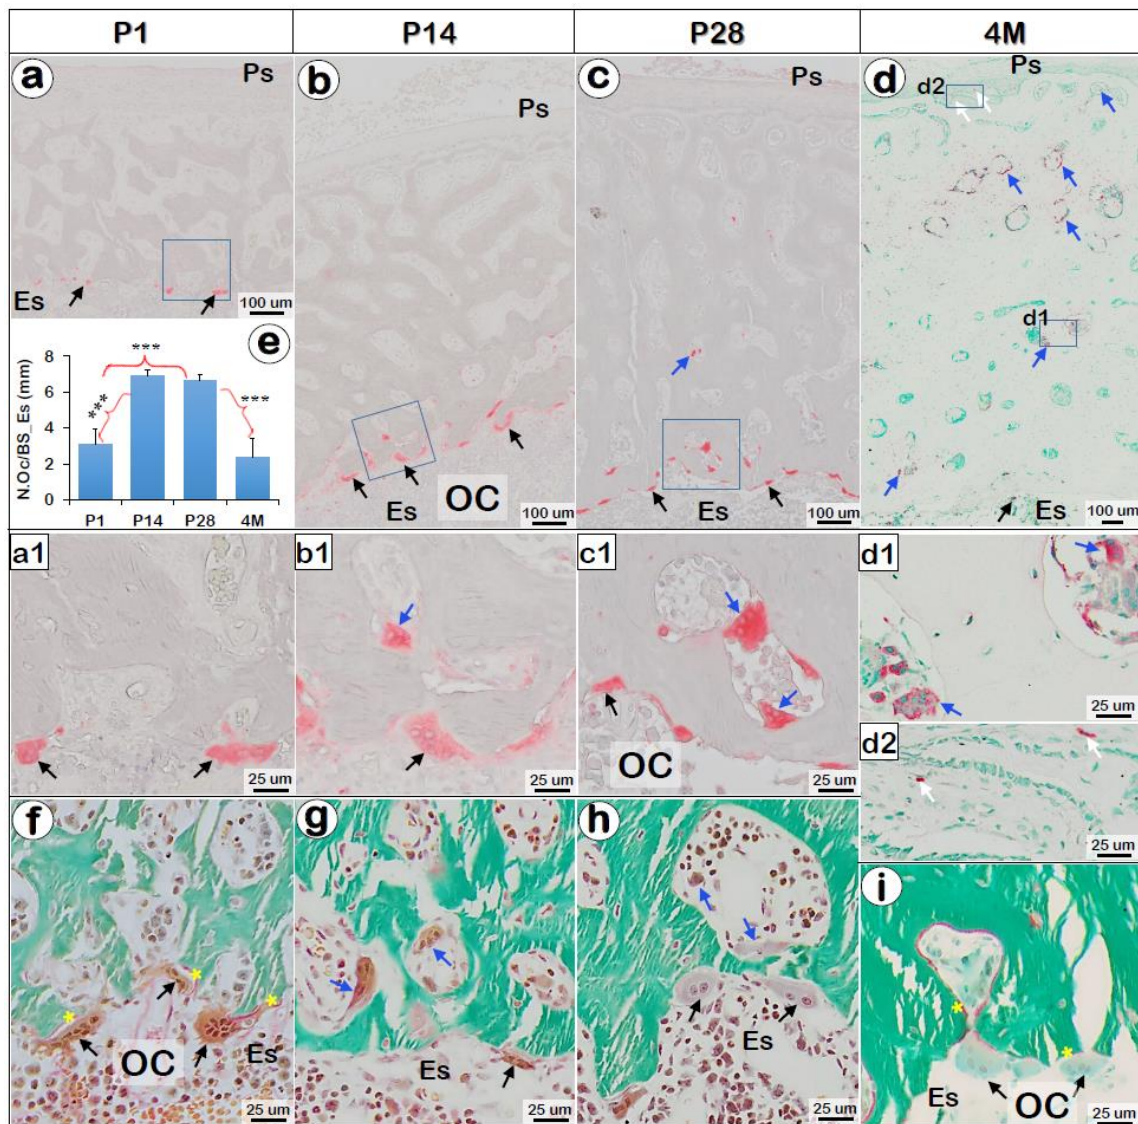 P1 P14 P28 4M
a Ps
Es
100 um
b Ps
Es OC
100 um
c Ps
Es
100 um
d Ps
d2
d1
Es
100 um
e
N.Oc/BS_Es (mm)
8
6
4
2
0
*** *** ***
P1 P14 P28 4M
a1
25 um
b1
25 um
c1
OC
25 um
d1
25 um
d2
25 um
f
* * *
OC Es
25 um
g
Es
25 um
h
Es
25 um
i
* *
Es OC
25 um